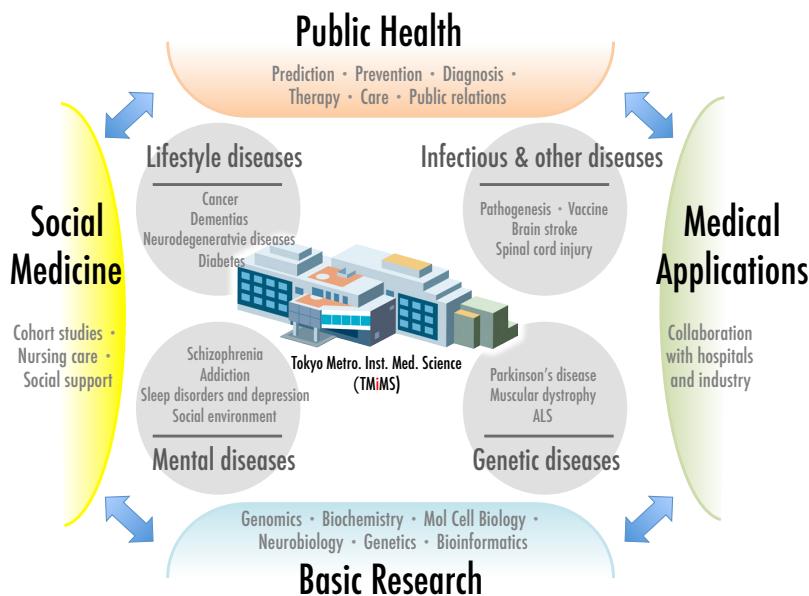 Public Health
Prediction・Prevention・Diagnosis・
Therapy・Care・Public relations
Lifestyle diseases
Cancer
Dementias
Neurodegeneratvie diseases
Diabetes
Infectious & other diseases
Pathogenesis・Vaccine
Brain stroke
Spinal cord injury
Social
Medicine
Cohort studies・
Nursing care・
Social support
Medical
Applications
Collaboration
with hospitals
and industry
Tokyo Metro. Inst. Med. Science
(TMiMS)
Schizophrenia
Addiction
Sleep disorders and depression
Social environment
Mental diseases
Parkinson's disease
Muscular dystrophy
ALS
Genetic diseases
Genomics・Biochemistry・Mol Cell Biology・
Neurobiology・Genetics・Bioinformatics
Basic Research